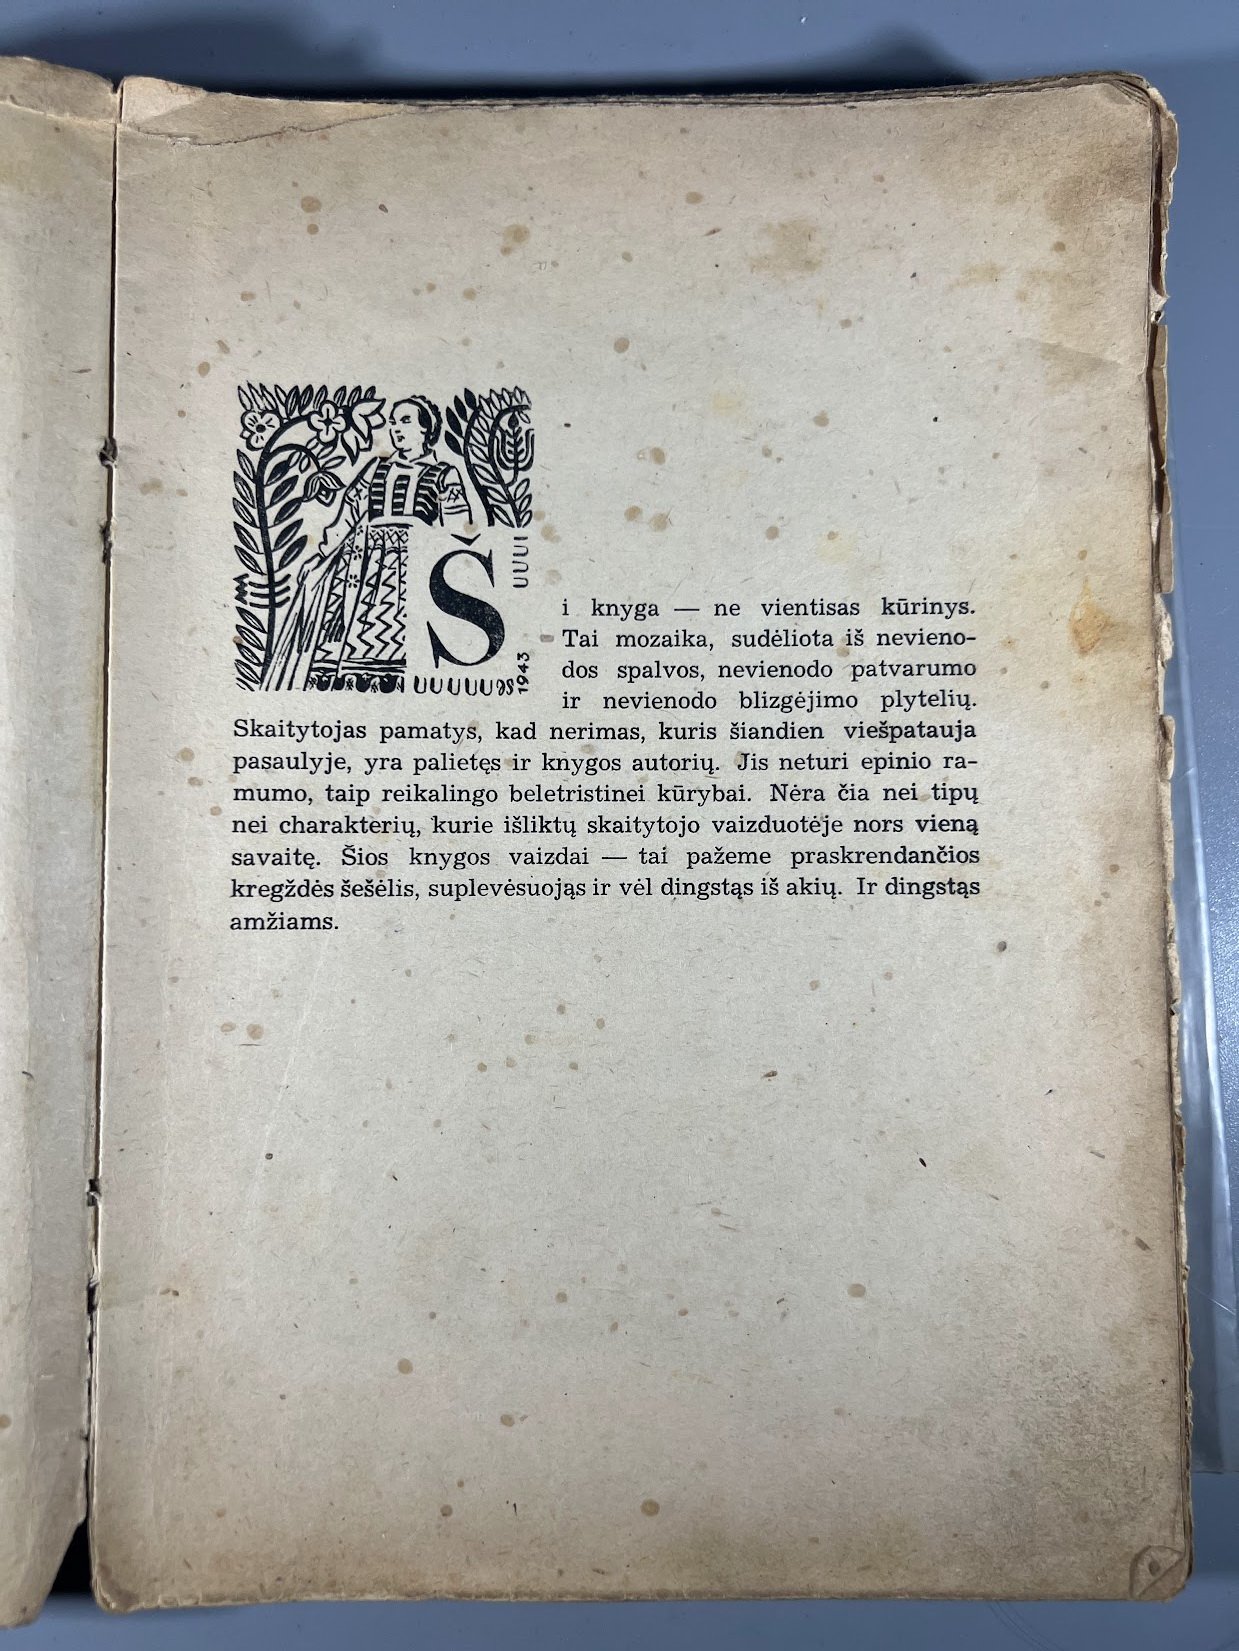 Ši knyga — ne vientisas kūrinys.
Tai mozaika, sudėliota iš nevieno-
dos spalvos, nevienodo patvarumo
ir nevienodo blizgėjimo plytelių.
Skaitytojas pamatys, kad nerimas, kuris šiandien viešpatauja
pasaulyje, yra palietęs ir knygos autorių. Jis neturi epinio ra-
mumo, taip reikalingo beletristinei kūrybai. Nėra čia nei tipų
nei charakterių, kurie išliktų skaitytojo vaizduotėje nors vieną
savaitę. Šios knygos vaizdai — tai pažeme praskrendančios
kregždės šešėlis, suplevėsuojąs ir vėl dingstąs iš akių. Ir dingstąs
amžiams.
1943